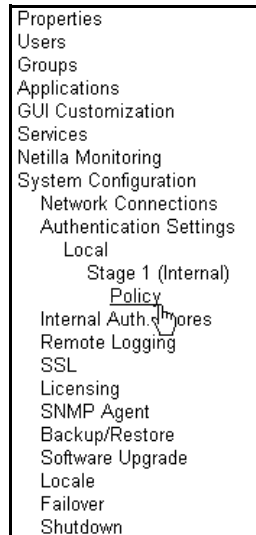 Properties
Users
Groups
Applications
GUI Customization
Services
Netilla Monitoring
System Configuration
Network Connections
Authentication Settings
Local
Stage 1 (Internal)
Policy
Internal Auth.
Remote Logging
SSL
Licensing
SNMP Agent
Backup/Restore
Software Upgrade
Locale
Failover
Shutdown